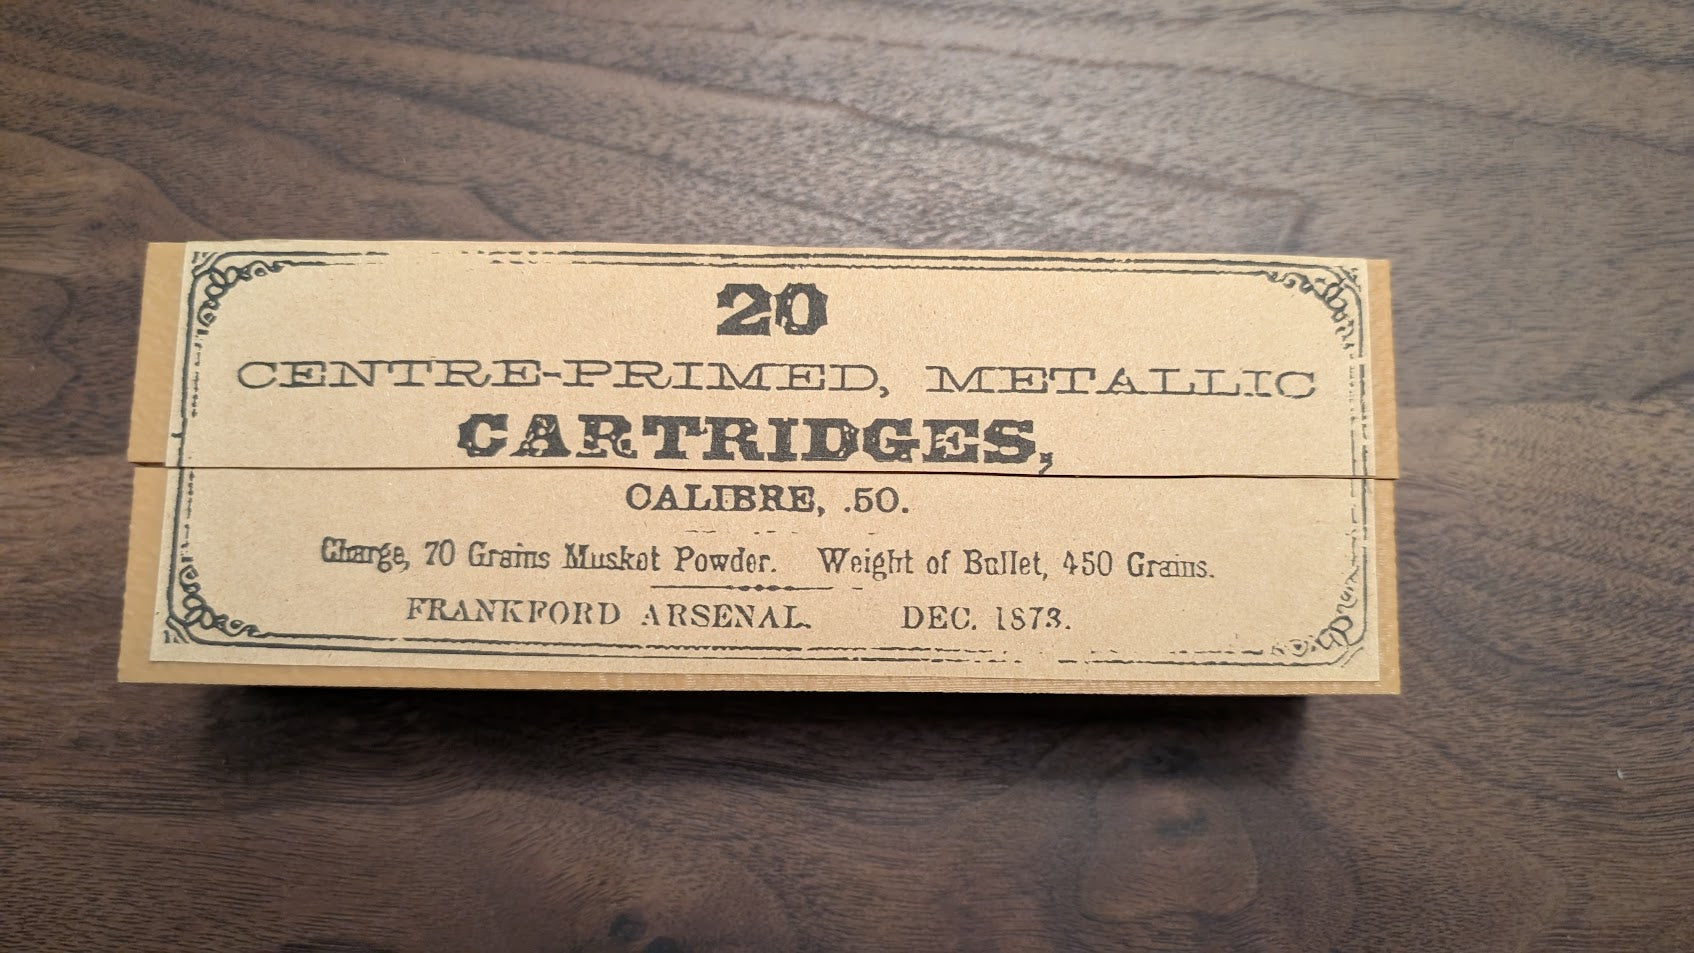 20
CENTRE-PRIMED, METALLIC
CARTRIDGES,
CALIBRE, .50.
Charge, 70 Grains Musket Powder. Weight of Bullet, 450 Grains.
FRANKFORD ARSENAL. DEC. 1873.